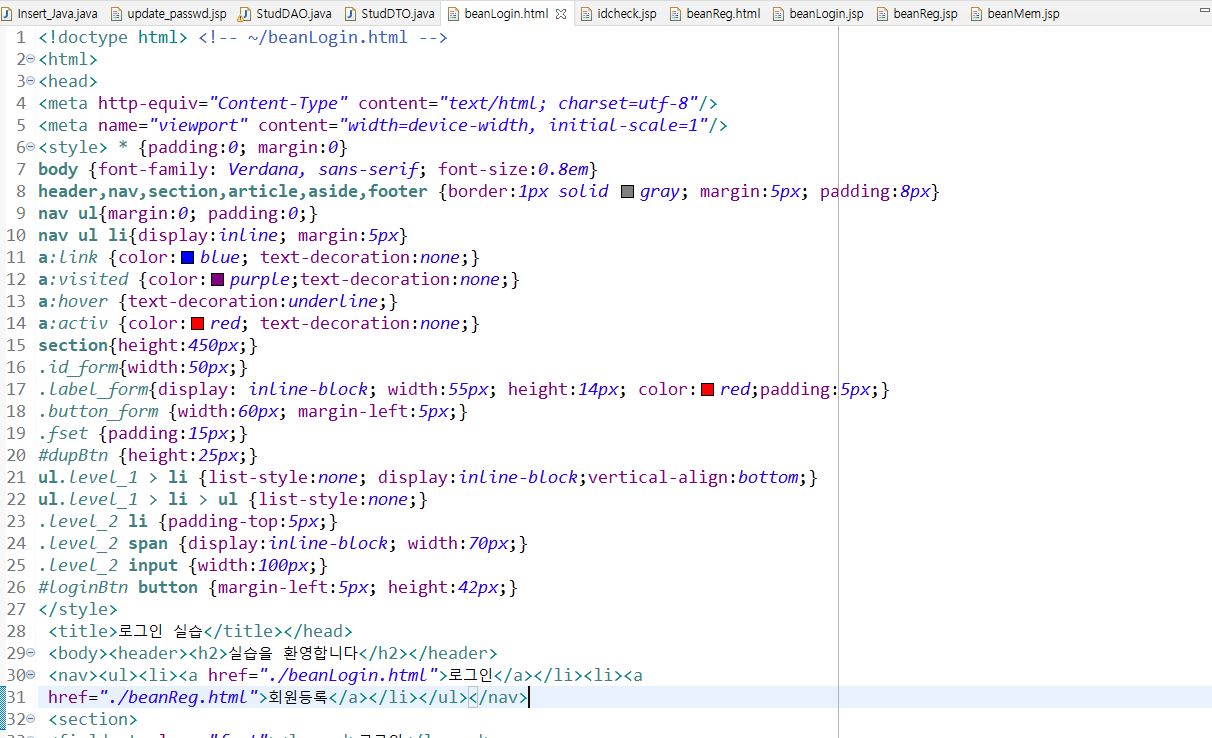 Insert_Java.java update_passwd.jsp StudDAO.java StudDTO.java beanLogin.html idcheck.jsp beanReg.html beanLogin.jsp beanReg.jsp beanMem.jsp
1 <!doctype html> <!-- ~/beanLogin.html -->
2 <html>
3 <head>
4 <meta http-equiv="Content-Type" content="text/html; charset=utf-8"/>
5 <meta name="viewport" content="width=device-width, initial-scale=1"/>
6 <style> * {padding:0; margin:0}
7 body {font-family: Verdana, sans-serif; font-size:0.8em}
8 header,nav,section,article,aside,footer {border:1px solid gray; margin:5px; padding:8px}
9 nav ul{margin:0; padding:0;}
10 nav ul li{display:inline; margin:5px}
11 a:link {color:blue; text-decoration:none;}
12 a:visited {color:purple;text-decoration:none;}
13 a:hover {text-decoration:underline;}
14 a:activ {color:red; text-decoration:none;}
15 section{height:450px;}
16 .id_form{width:50px;}
17 .label_form{display: inline-block; width:55px; height:14px; color:red;padding:5px;}
18 .button_form {width:60px; margin-left:5px;}
19 .fset {padding:15px;}
20 #dupBtn {height:25px;}
21 ul.level_1 > li {list-style:none; display:inline-block;vertical-align:bottom;}
22 ul.level_1 > li > ul {list-style:none;}
23 .level_2 li {padding-top:5px;}
24 .level_2 span {display:inline-block; width:70px;}
25 .level_2 input {width:100px;}
26 #loginBtn button {margin-left:5px; height:42px;}
27 </style>
28 <title>로그인 실습</title></head>
29 <body><header><h2>실습을 환영합니다</h2></header>
30 <nav><ul><li><a href="./beanLogin.html">로그인</a></li><li><a
31 href="./beanReg.html">회원등록</a></li></ul></nav>
32 <section>